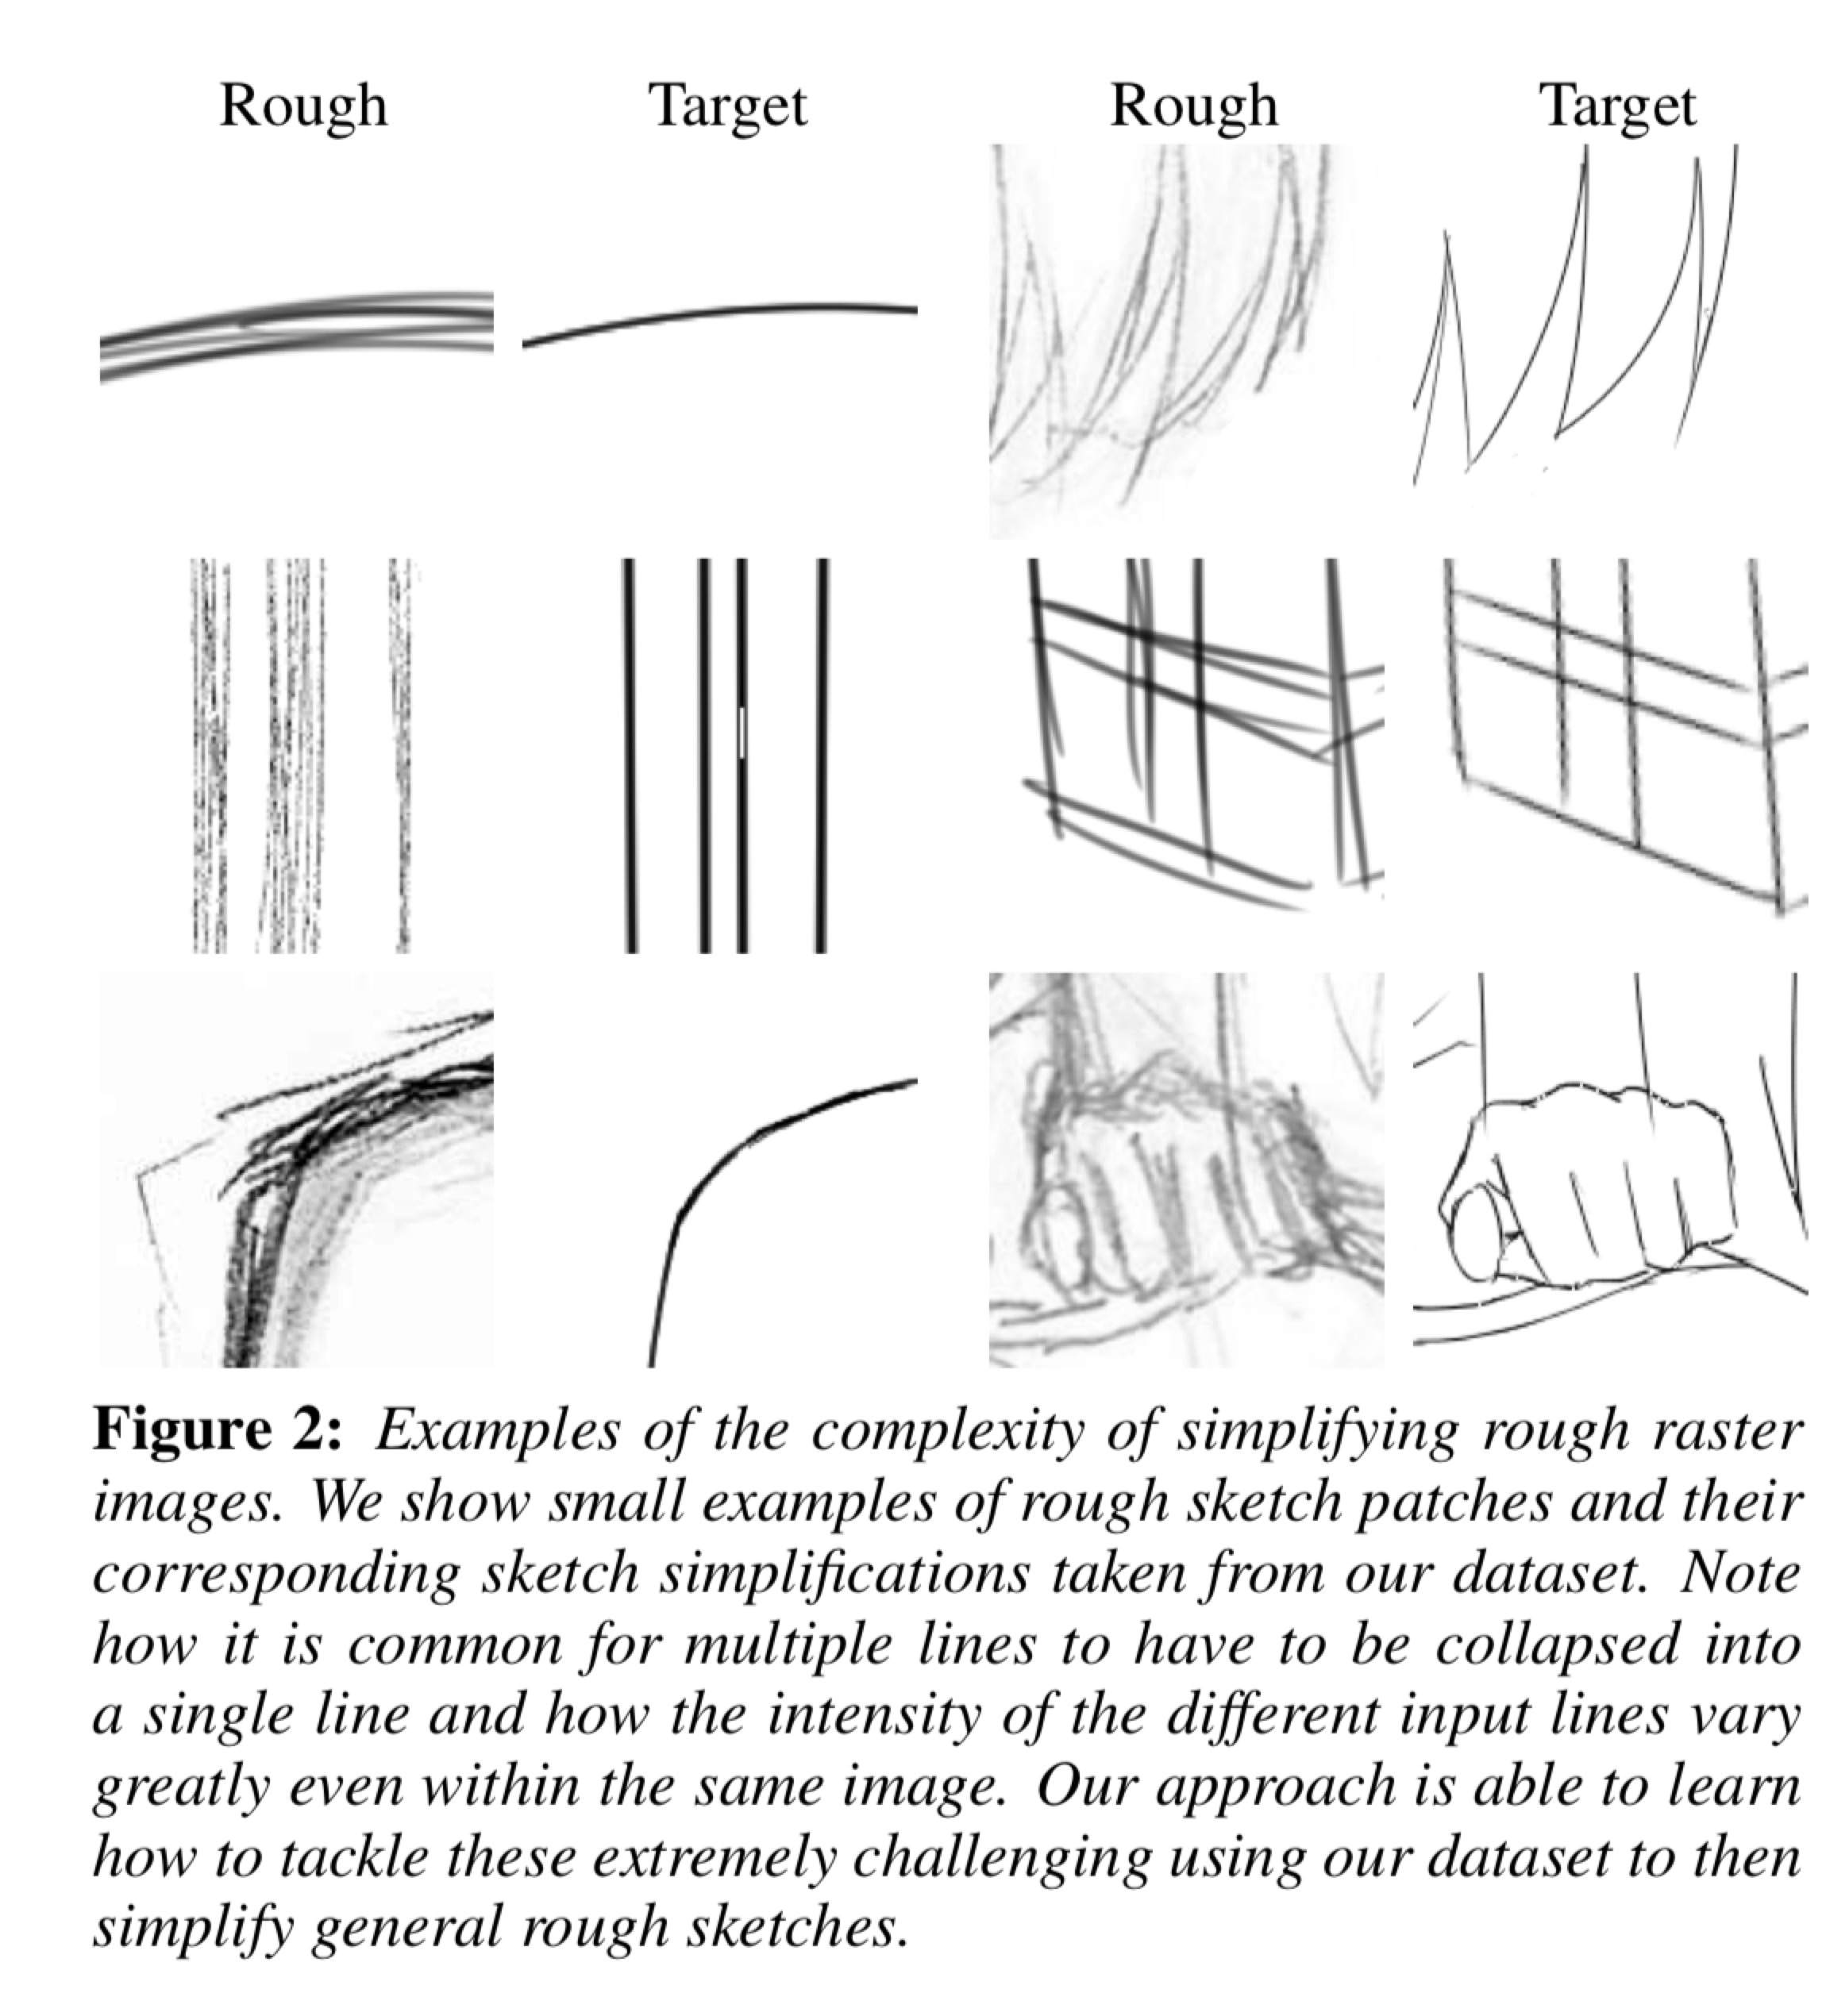 Rough Target Rough Target
Figure 2: Examples of the complexity of simplifying rough raster
images. We show small examples of rough sketch patches and their
corresponding sketch simplifications taken from our dataset. Note
how it is common for multiple lines to have to be collapsed into
a single line and how the intensity of the different input lines vary
greatly even within the same image. Our approach is able to learn
how to tackle these extremely challenging using our dataset to then
simplify general rough sketches.